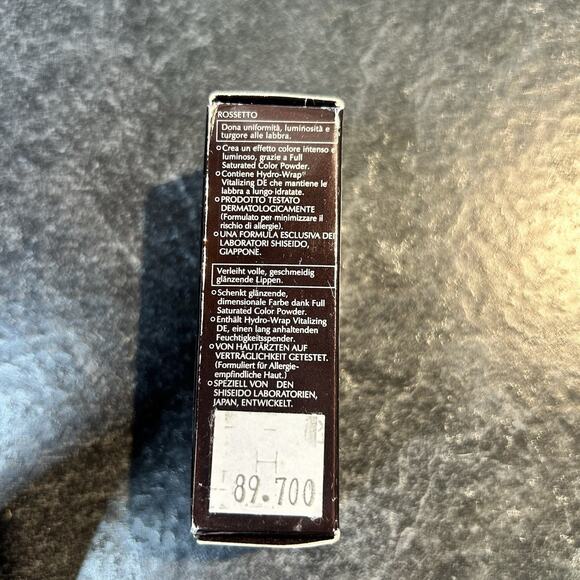 ROSSETTO
Dona uniformità, luminosità e
turgore alle labbra.
Crea un effetto colore intenso e
luminoso, grazie a Full
Saturated Color Powder.
Contiene Hydro-Wrap
Vitalizing DE che mantiene le
labbra a lungo idratate.
PRODOTTO TESTATO
DERMATOLOGICAMENTE
(Formulato per minimizzare il
rischio di allergie).
UNA FORMULA ESCLUSIVA DEI
LABORATORI SHISEIDO,
GIAPPONE.
Verleiht volle, geschmeidig
glänzende Lippen.
Schenkt glänzende,
dimensionale Farbe dank Full
Saturated Color Powder.
Enthält Hydro-Wrap Vitalizing
DE, einen lang anhaltenden
Feuchtigkeitsspender.
VON HAUTÄRZTEN AUF
VERTRÄGLICHKEIT GETESTET.
(Formuliert für Allergie-
empfindliche Haut.)
SPEZIELL VON DEN
SHISEIDO LABORATORIEN,
JAPAN, ENTWICKELT.
H
89.700